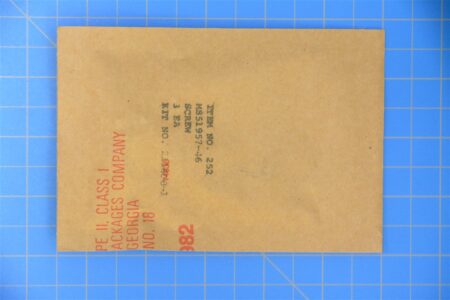 ITEM NO. 252
MS51957-46
SCREW
3 EA
KIT NO.
PE II, CLASS 1
ACKAGES COMPANY
GEORGIA
NO. 18
982